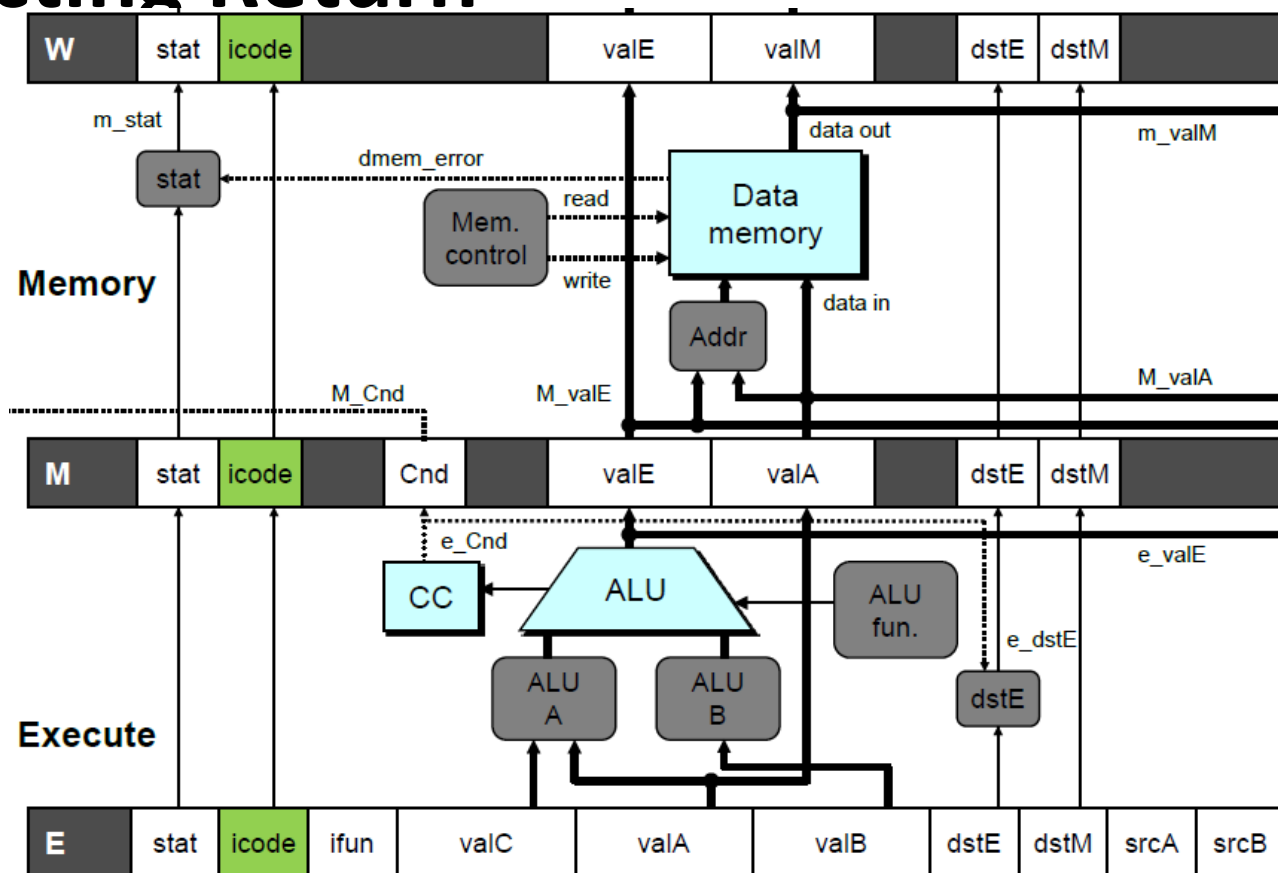 ting Return
W stat icode valE valM dstE dstM
m_stat
data out
m_valM
dmem_error
stat
read
Mem.
control
Data
memory
write
Memory
data in
Addr
M_Cnd
M_valE
M_valA
M stat icode Cnd valE valA dstE dstM
e_Cnd
e_valE
CC
ALU
ALU
fun.
e_dstE
ALU
A
ALU
B
dstE
Execute
E stat icode ifun valC valA valB dstE dstM srcA srcB